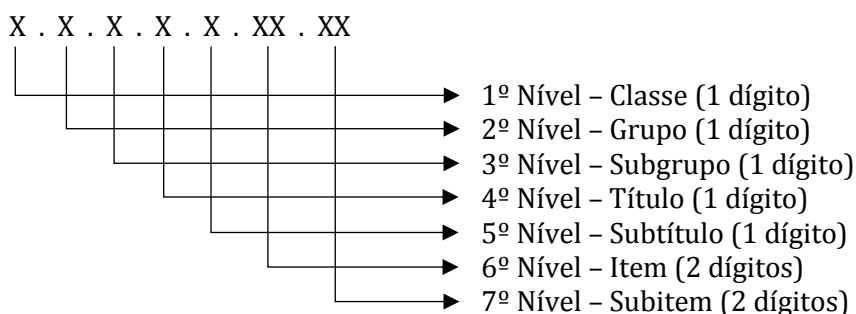 X . X . X . X . X . XX . XX
1º Nível – Classe (1 dígito)
2º Nível – Grupo (1 dígito)
3º Nível – Subgrupo (1 dígito)
4º Nível – Título (1 dígito)
5º Nível – Subtítulo (1 dígito)
6º Nível – Item (2 dígitos)
7º Nível – Subitem (2 dígitos)